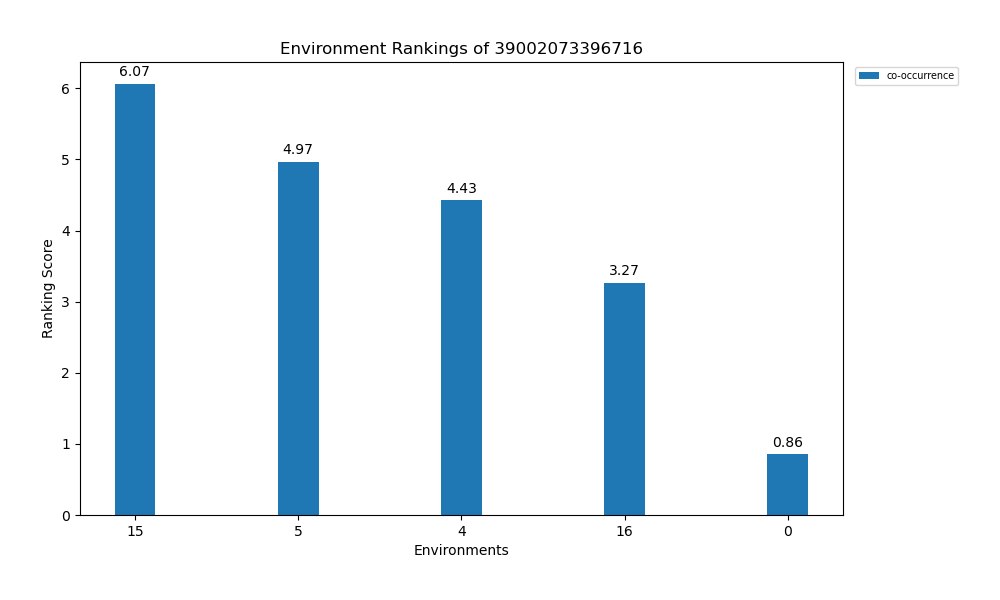 Environment Rankings of 39002073396716
co-occurrence
6.07
4.97
4.43
3.27
0.86
6
5
4
3
2
1
0
Ranking Score
15 5 4 16 0
Environments